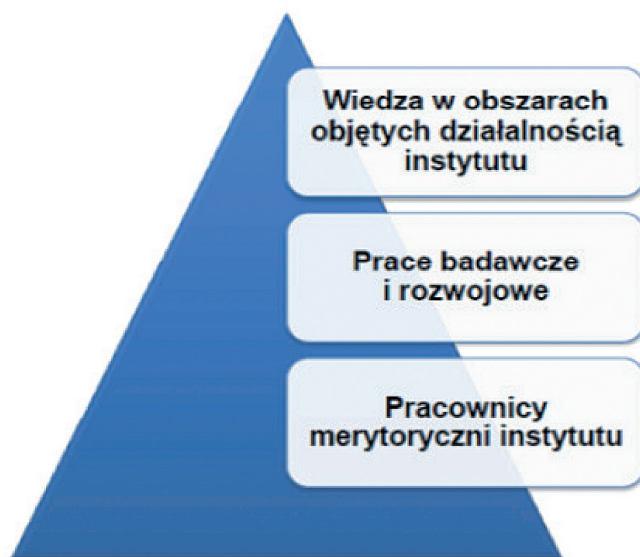 Wiedza w obszarach
objętych działalnością
instytutu
Prace badawcze
i rozwojowe
Pracownicy
merytoryczni instytutu